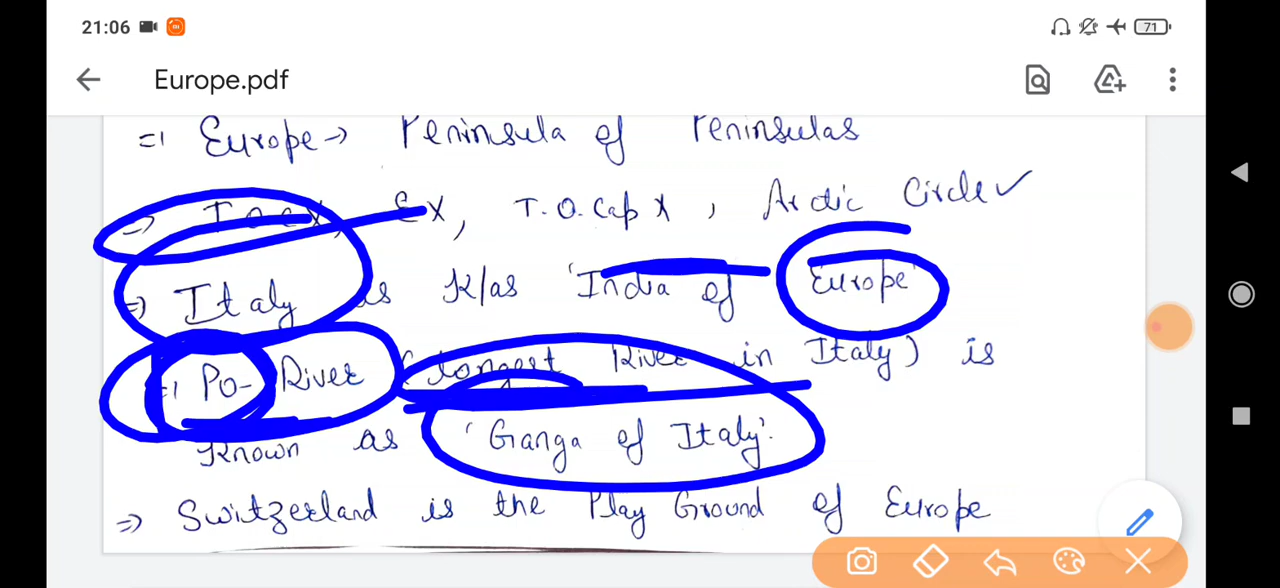 21:06 71
Europe.pdf
=) Europe → Peninsula of Peninsulas
=) T.O.C X, E X, T.O.Cap X, Arctic Circle ✓
=) Italy is K/as 'India of Europe'
=) Po- River (longest River in Italy) is
Known as 'Ganga of Italy'.
=) Switzerland is the Play Ground of Europe